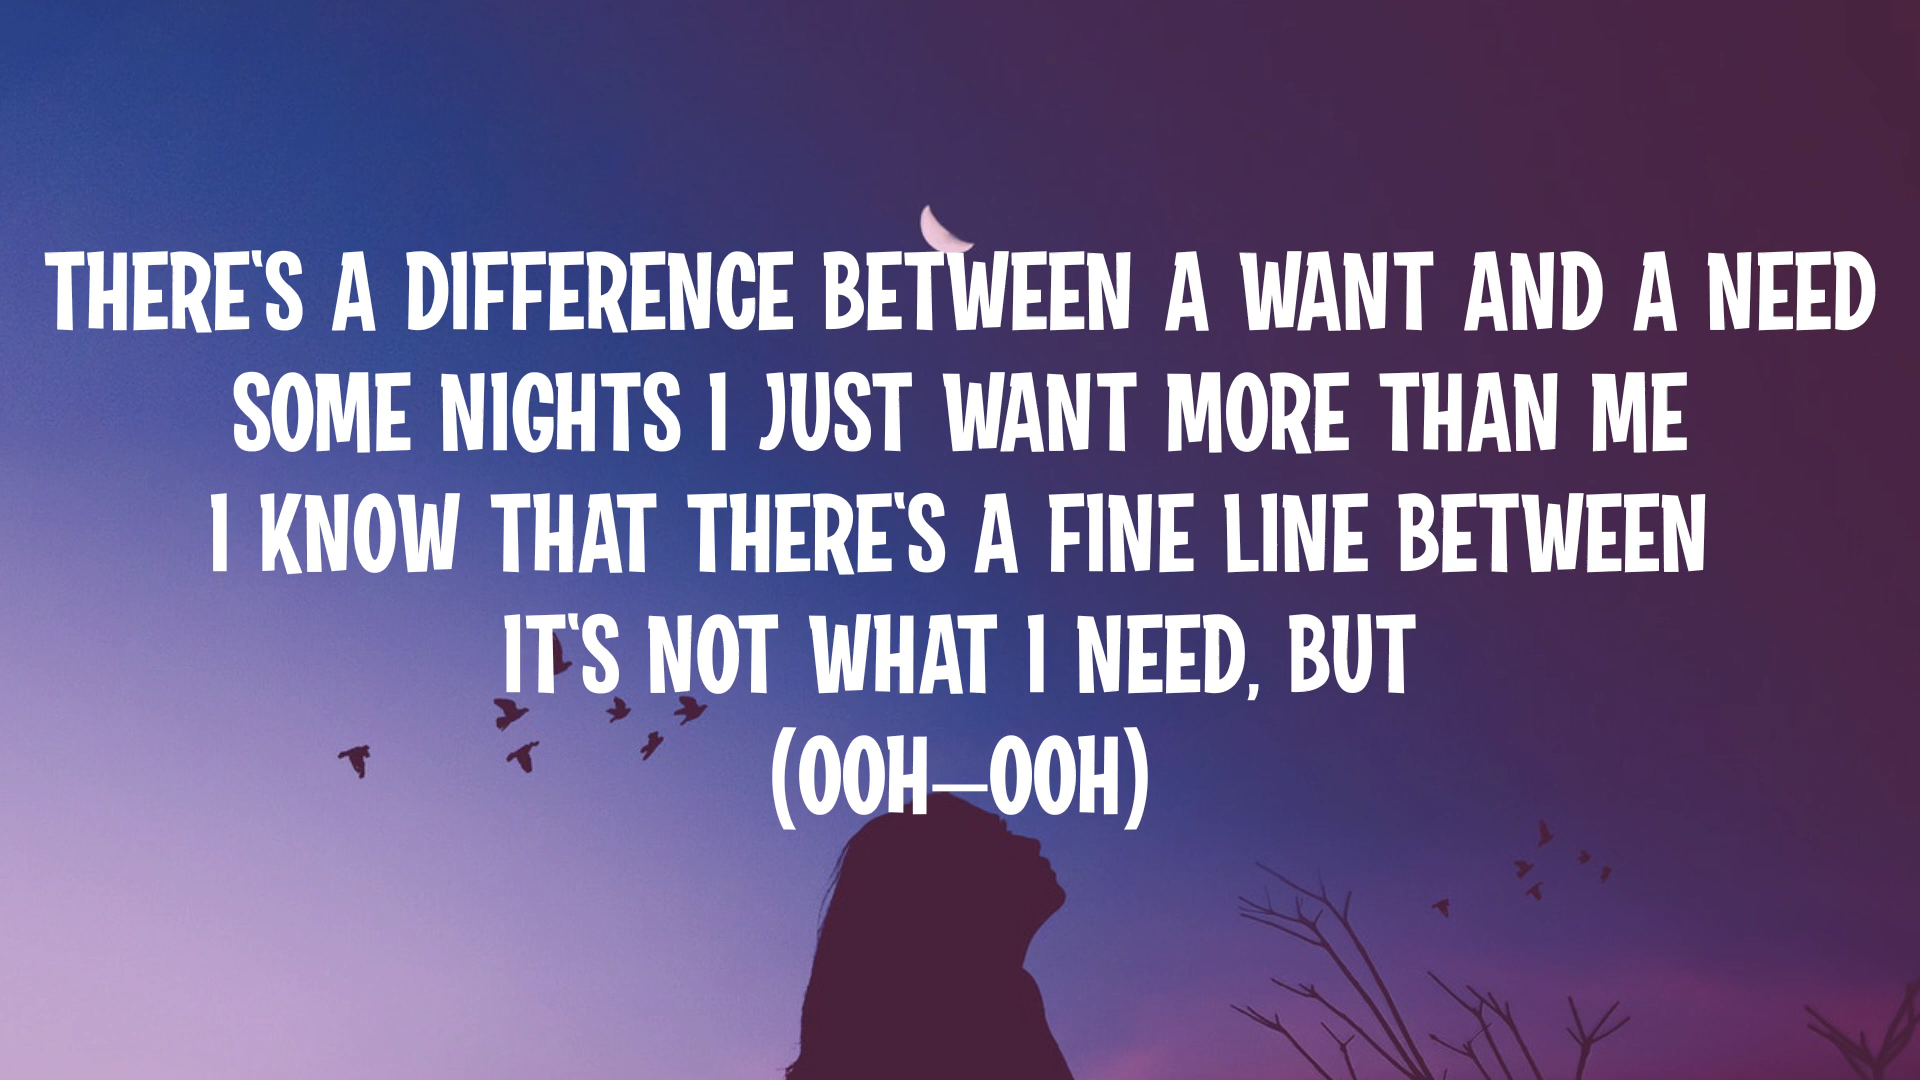 THERE'S A DIFFERENCE BETWEEN A WANT AND A NEED
SOME NIGHTS I JUST WANT MORE THAN ME
I KNOW THAT THERE'S A FINE LINE BETWEEN
IT'S NOT WHAT I NEED, BUT
(OOH—OOH)